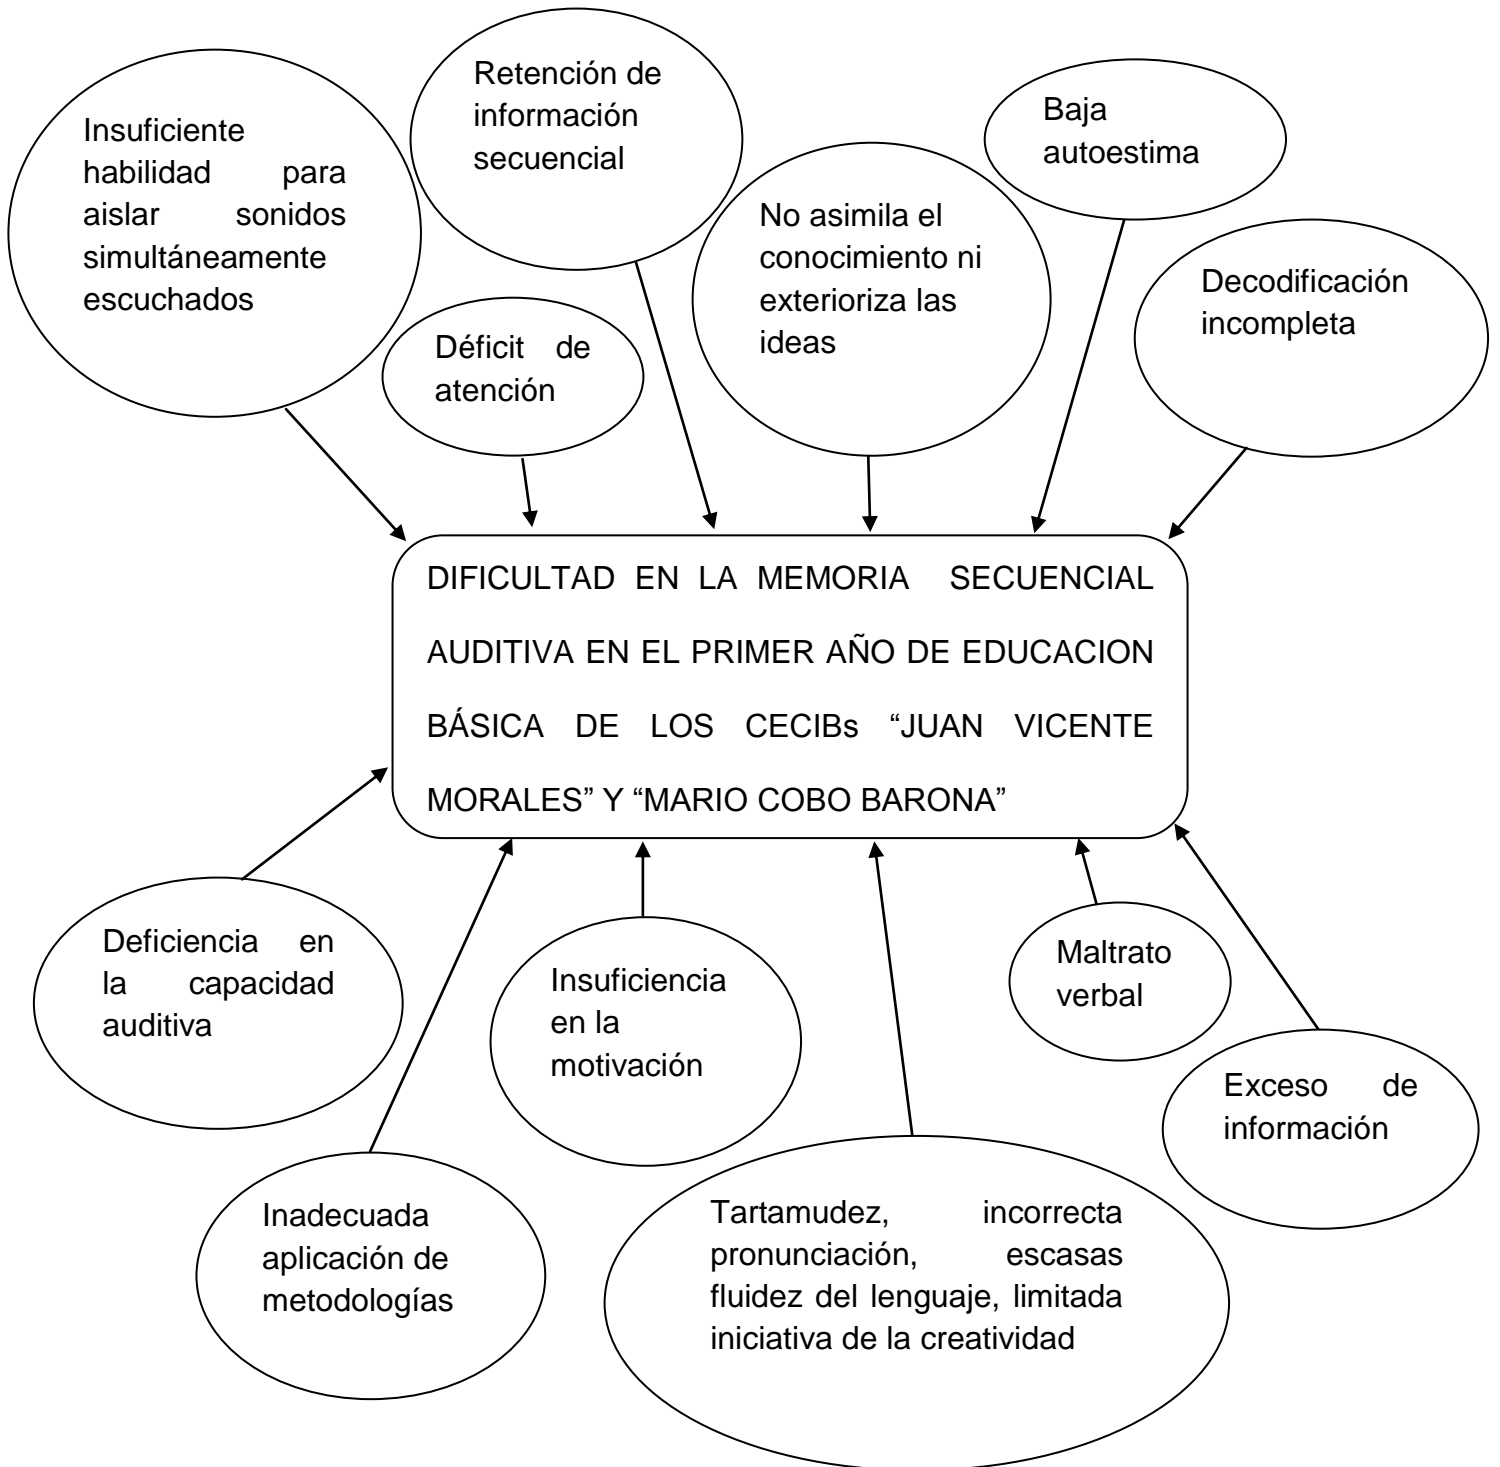 Insuficiente
habilidad para
aislar sonidos
simultáneamente
escuchados
Retención de
información
secuencial
Baja
autoestima
No asimila el
conocimiento ni
exterioriza las
ideas
Decodificación
incompleta
Déficit de
atención
DIFICULTAD EN LA MEMORIA SECUENCIAL
AUDITIVA EN EL PRIMER AÑO DE EDUCACION
BÁSICA DE LOS CECIBs “JUAN VICENTE
MORALES” Y “MARIO COBO BARONA”
Deficiencia en
la capacidad
auditiva
Insuficiencia
en la
motivación
Maltrato
verbal
Exceso de
información
Inadecuada
aplicación de
metodologías
Tartamudez, incorrecta
pronunciación, escasas
fluidez del lenguaje, limitada
iniciativa de la creatividad